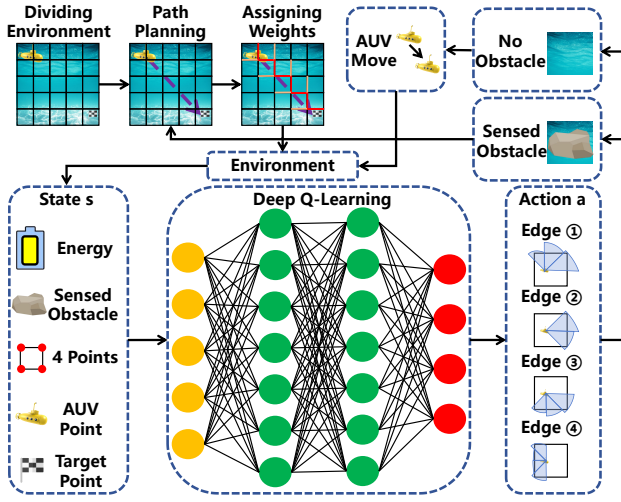 Dividing
Environment
Path
Planning
Assigning
Weights
AUV
Move
No
Obstacle
Sensed
Obstacle
Environment
State s
Energy
Sensed
Obstacle
4 Points
AUV
Point
Target
Point
Deep Q-Learning
Action a
Edge ①
Edge ②
Edge ③
Edge ④